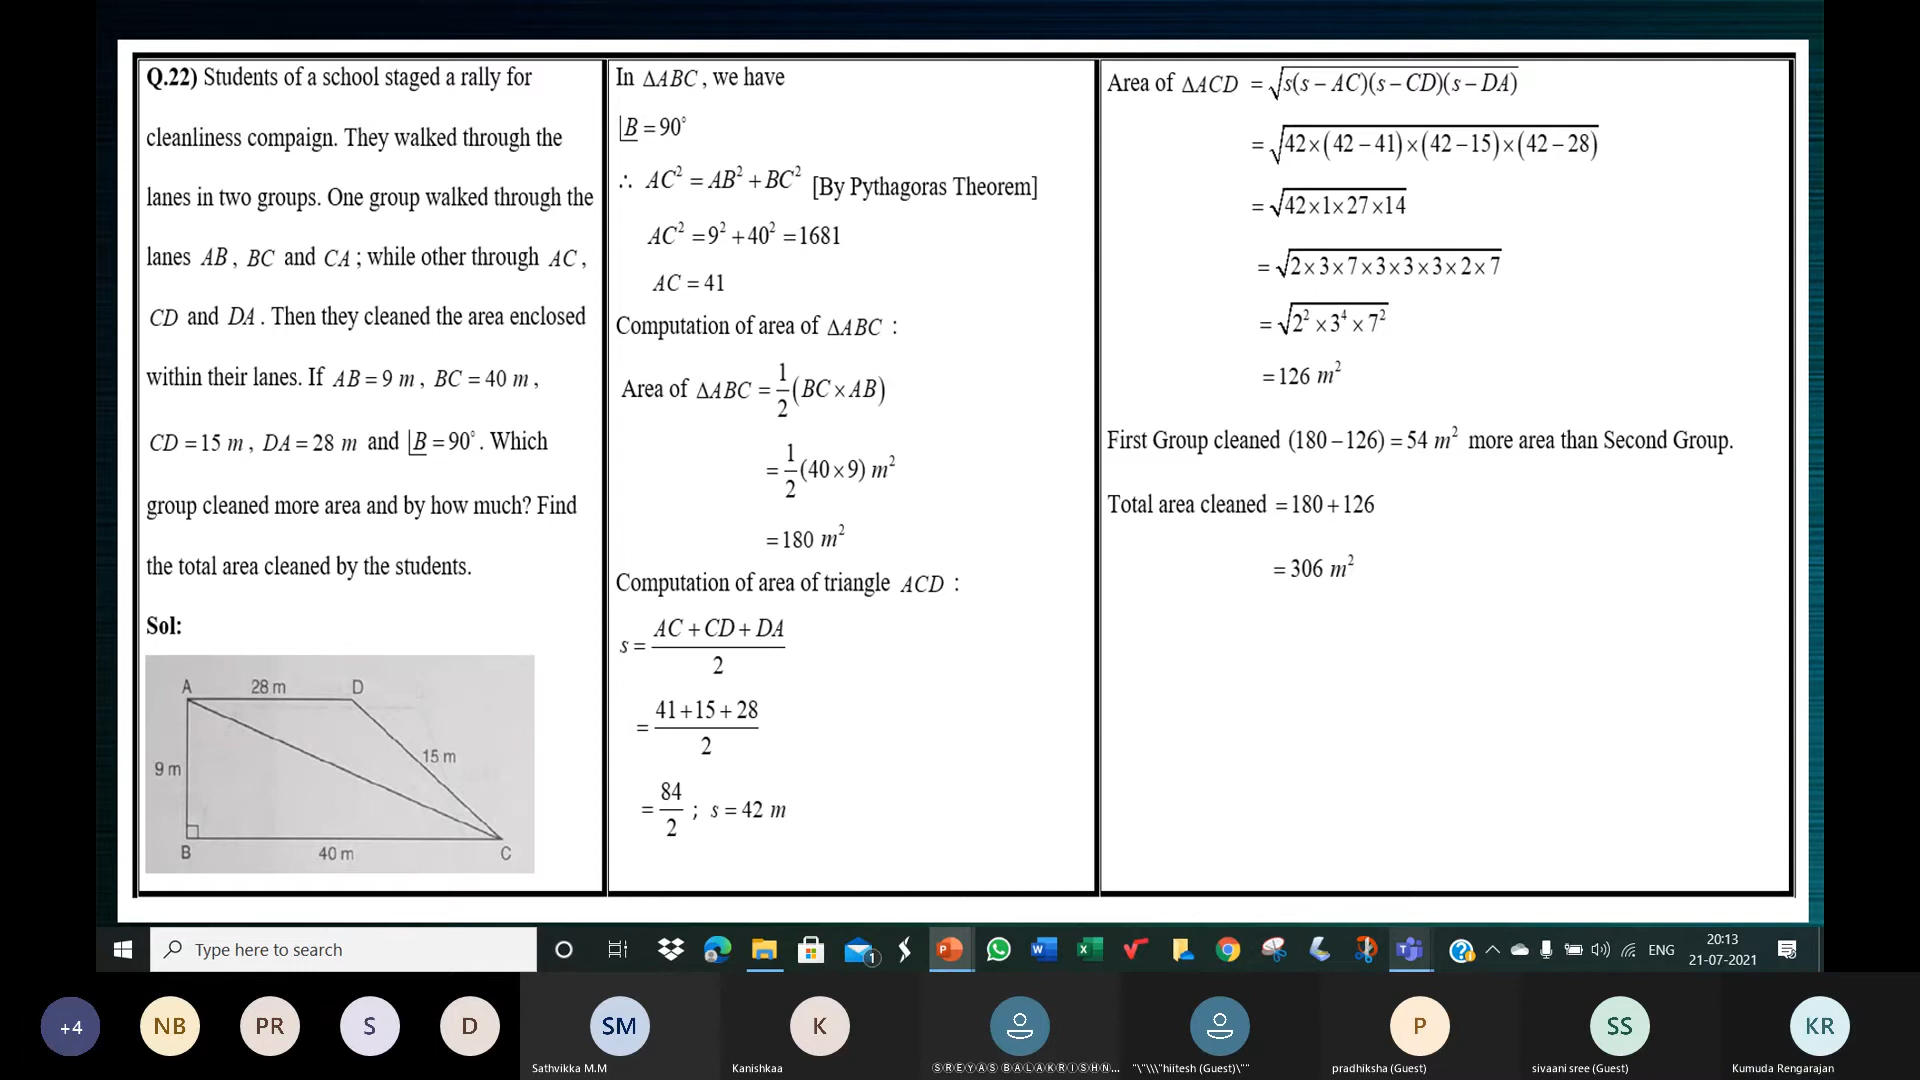 Q.22) Students of a school staged a rally for
cleanliness compaign. They walked through the
lanes in two groups. One group walked through the
lanes AB, BC and CA; while other through AC,
CD and DA. Then they cleaned the area enclosed
within their lanes. If AB = 9 m, BC = 40 m,
CD = 15 m, DA = 28 m and ∠B = 90°. Which
group cleaned more area and by how much? Find
the total area cleaned by the students.
Sol:
A 28 m D
9 m
15 m
B 40 m C
In ΔABC, we have
∠B = 90°
∴ AC² = AB² + BC² [By Pythagoras Theorem]
AC² = 9² + 40² = 1681
AC = 41
Computation of area of ΔABC :
Area of ΔABC = 1/2 (BC × AB)
= 1/2 (40 × 9) m²
= 180 m²
Computation of area of triangle ACD :
s = (AC + CD + DA)/2
= (41 + 15 + 28)/2
= 84/2 ; s = 42 m
Area of ΔACD = √(s(s − AC)(s − CD)(s − DA))
= √(42 × (42 − 41) × (42 − 15) × (42 − 28))
= √(42 × 1 × 27 × 14)
= √(2 × 3 × 7 × 3 × 3 × 3 × 2 × 7)
= √(2² × 3⁴ × 7²)
= 126 m²
First Group cleaned (180 − 126) = 54 m² more area than Second Group.
Total area cleaned = 180 + 126
= 306 m²
Type here to search
1
ENG
20:13
21-07-2021
+4
NB
PR
S
D
SM
K
P
SS
KR
Sathvikka M.M
Kanishkaa
ⓈⓇⒺⓎⒶⓈ ⒷⒶⓁⒶⓀⓇⒾⓈⒽⓃ...
"\"\\\"hiitesh (Guest)\""
pradhiksha (Guest)
sivaani sree (Guest)
Kumuda Rengarajan